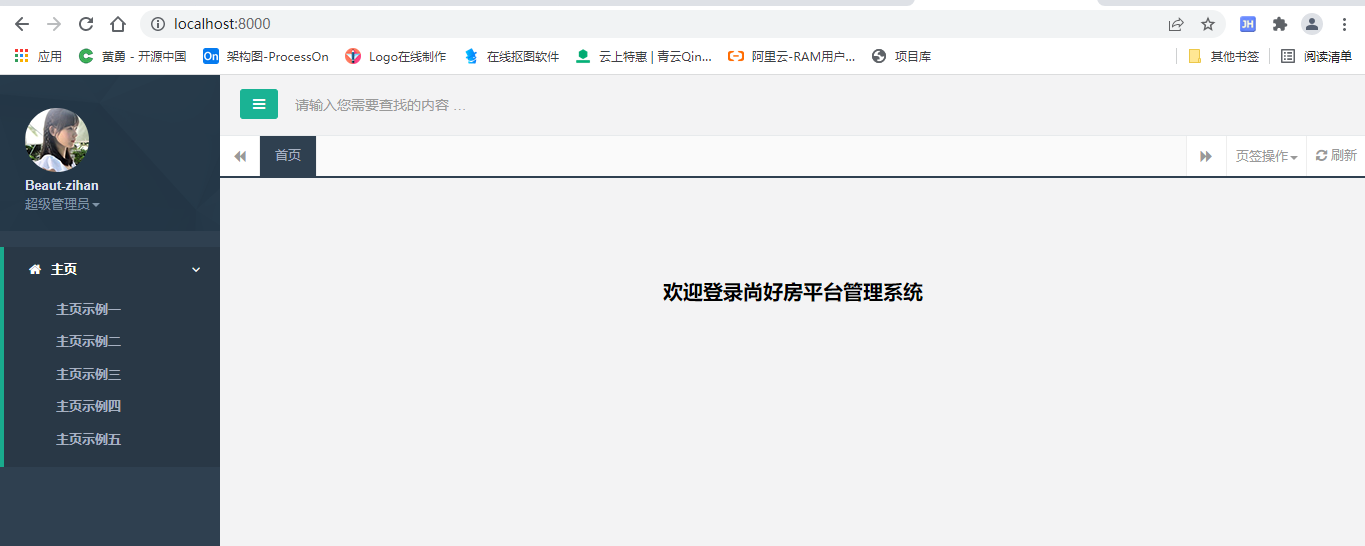 localhost:8000
应用
黄勇 - 开源中国
On
架构图-ProcessOn
Logo在线制作
在线抠图软件
云上特惠 | 青云Qin...
阿里云-RAM用户...
项目库
其他书签
阅读清单
JH
请输入您需要查找的内容 …
首页
页签操作
刷新
Beaut-zihan
超级管理员
主页
主页示例一
主页示例二
主页示例三
主页示例四
主页示例五
欢迎登录尚好房平台管理系统